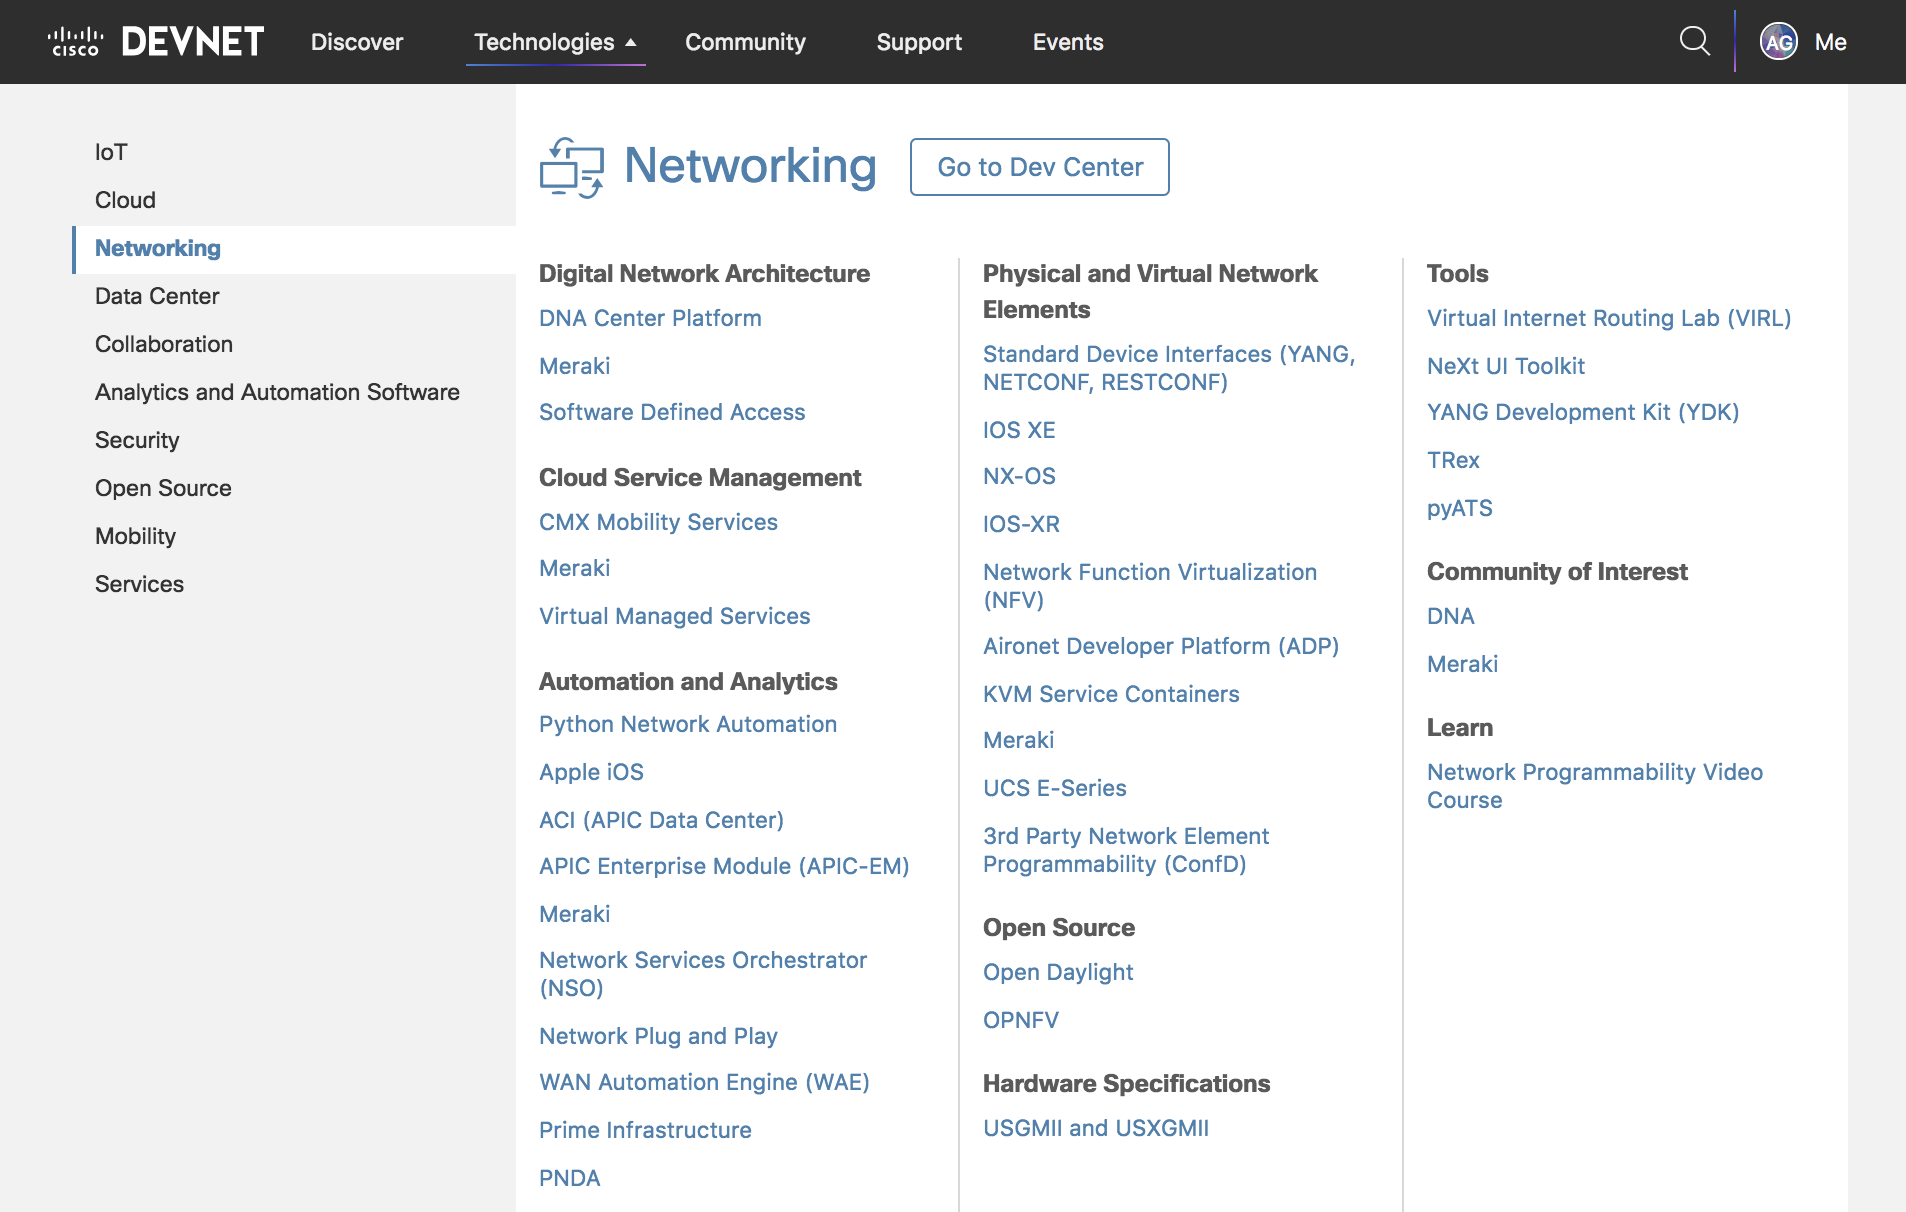 CISCO DEVNET Discover Technologies Community Support Events AG Me
IoT
Cloud
Networking
Data Center
Collaboration
Analytics and Automation Software
Security
Open Source
Mobility
Services
Networking Go to Dev Center
Digital Network Architecture
DNA Center Platform
Meraki
Software Defined Access
Cloud Service Management
CMX Mobility Services
Meraki
Virtual Managed Services
Automation and Analytics
Python Network Automation
Apple iOS
ACI (APIC Data Center)
APIC Enterprise Module (APIC-EM)
Meraki
Network Services Orchestrator
(NSO)
Network Plug and Play
WAN Automation Engine (WAE)
Prime Infrastructure
PNDA
Physical and Virtual Network
Elements
Standard Device Interfaces (YANG,
NETCONF, RESTCONF)
IOS XE
NX-OS
IOS-XR
Network Function Virtualization
(NFV)
Aironet Developer Platform (ADP)
KVM Service Containers
Meraki
UCS E-Series
3rd Party Network Element
Programmability (ConfD)
Open Source
Open Daylight
OPNFV
Hardware Specifications
USGMII and USXGMII
Tools
Virtual Internet Routing Lab (VIRL)
NeXt UI Toolkit
YANG Development Kit (YDK)
TRex
pyATS
Community of Interest
DNA
Meraki
Learn
Network Programmability Video
Course